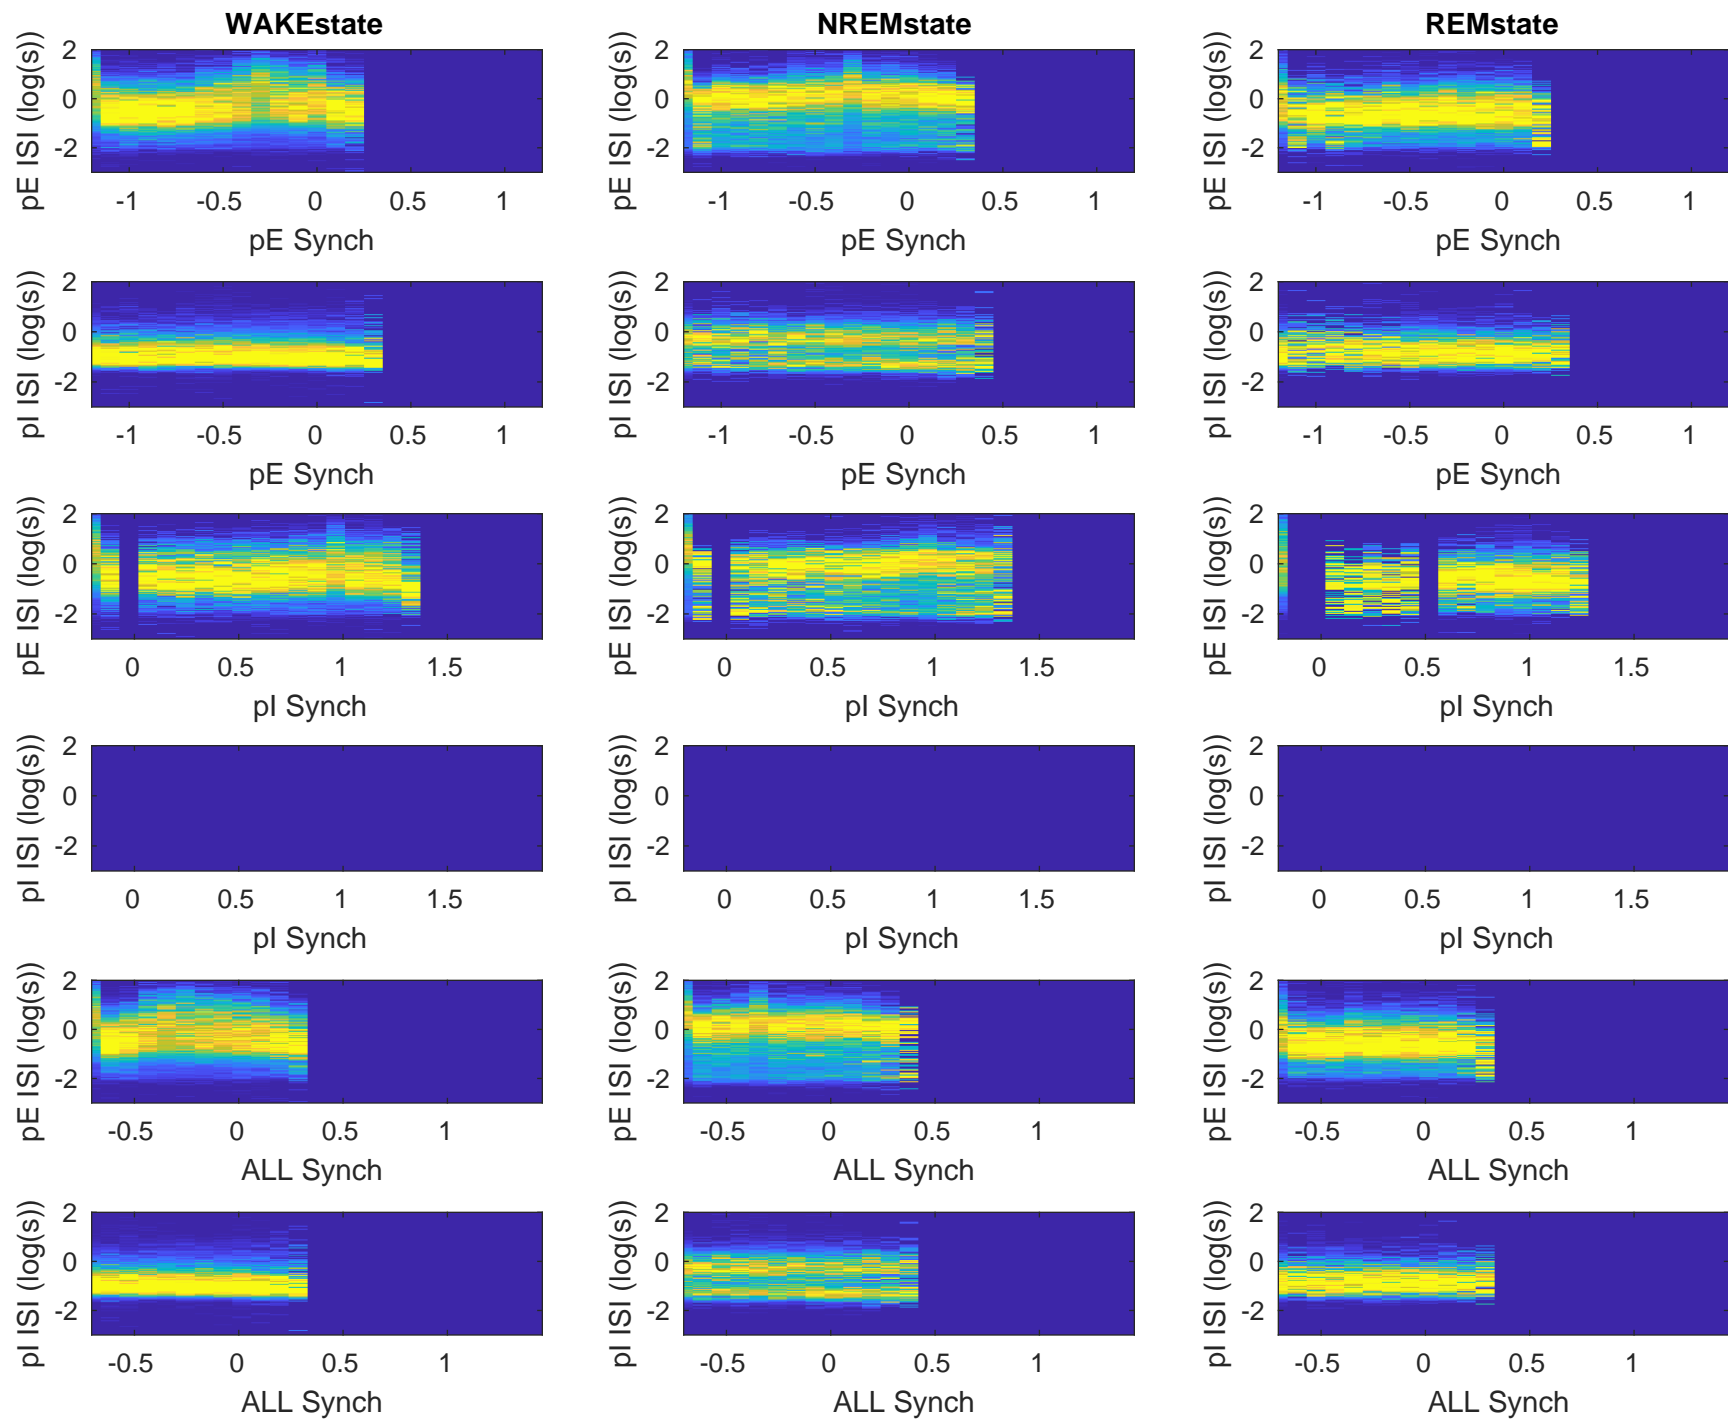 WAKEstate NREMstate REMstate
pE ISI (log(s)) 2 0 -2 pE ISI (log(s)) 2 0 -2 pE ISI (log(s)) 2 0 -2
-1 -0.5 0 0.5 1 -1 -0.5 0 0.5 1 -1 -0.5 0 0.5 1
pE Synch pE Synch pE Synch
pI ISI (log(s)) 2 0 -2 pI ISI (log(s)) 2 0 -2 pI ISI (log(s)) 2 0 -2
-1 -0.5 0 0.5 1 -1 -0.5 0 0.5 1 -1 -0.5 0 0.5 1
pE Synch pE Synch pE Synch
pE ISI (log(s)) 2 0 -2 pE ISI (log(s)) 2 0 -2 pE ISI (log(s)) 2 0 -2
0 0.5 1 1.5 0 0.5 1 1.5 0 0.5 1 1.5
pI Synch pI Synch pI Synch
pI ISI (log(s)) 2 0 -2 pI ISI (log(s)) 2 0 -2 pI ISI (log(s)) 2 0 -2
0 0.5 1 1.5 0 0.5 1 1.5 0 0.5 1 1.5
pI Synch pI Synch pI Synch
pE ISI (log(s)) 2 0 -2 pE ISI (log(s)) 2 0 -2 pE ISI (log(s)) 2 0 -2
-0.5 0 0.5 1 -0.5 0 0.5 1 -0.5 0 0.5 1
ALL Synch ALL Synch ALL Synch
pI ISI (log(s)) 2 0 -2 pI ISI (log(s)) 2 0 -2 pI ISI (log(s)) 2 0 -2
-0.5 0 0.5 1 -0.5 0 0.5 1 -0.5 0 0.5 1
ALL Synch ALL Synch ALL Synch